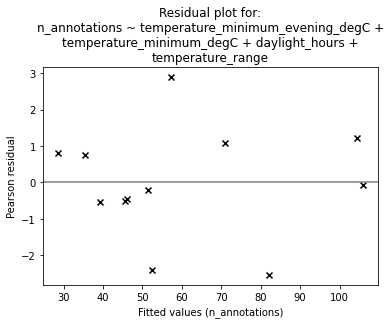 Residual plot for:
n_annotations ~ temperature_minimum_evening_degC +
temperature_minimum_degC + daylight_hours +
temperature_range
3
2
1
0
−1
−2
Pearson residual
30 40 50 60 70 80 90 100
Fitted values (n_annotations)